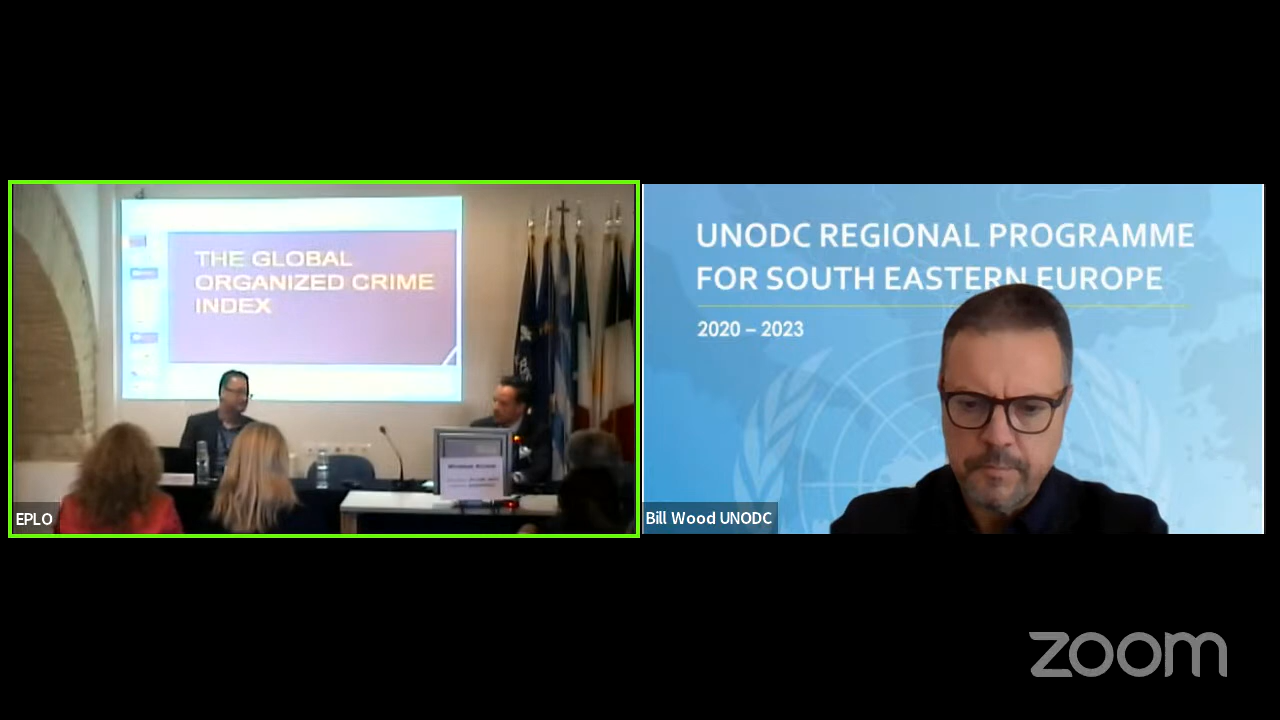 THE GLOBAL
ORGANIZED CRIME
INDEX
EPLO
UNODC REGIONAL PROGRAMME
FOR SOUTH EASTERN EUROPE
2020 – 2023
Bill Wood UNODC
zoom